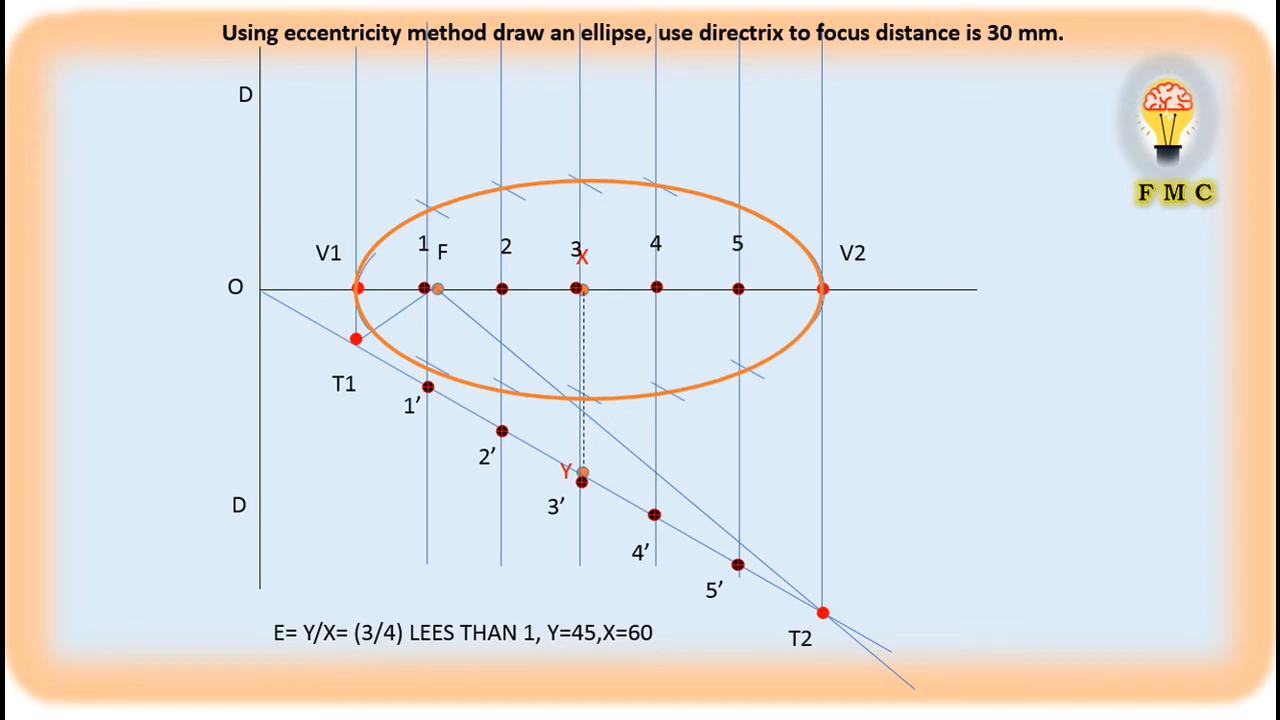 Using eccentricity method draw an ellipse, use directrix to focus distance is 30 mm.
D
F M C
V1
1
F
2
3
X
4
5
V2
O
T1
1’
2’
Y
3’
D
4’
5’
E= Y/X= (3/4) LEES THAN 1, Y=45,X=60
T2